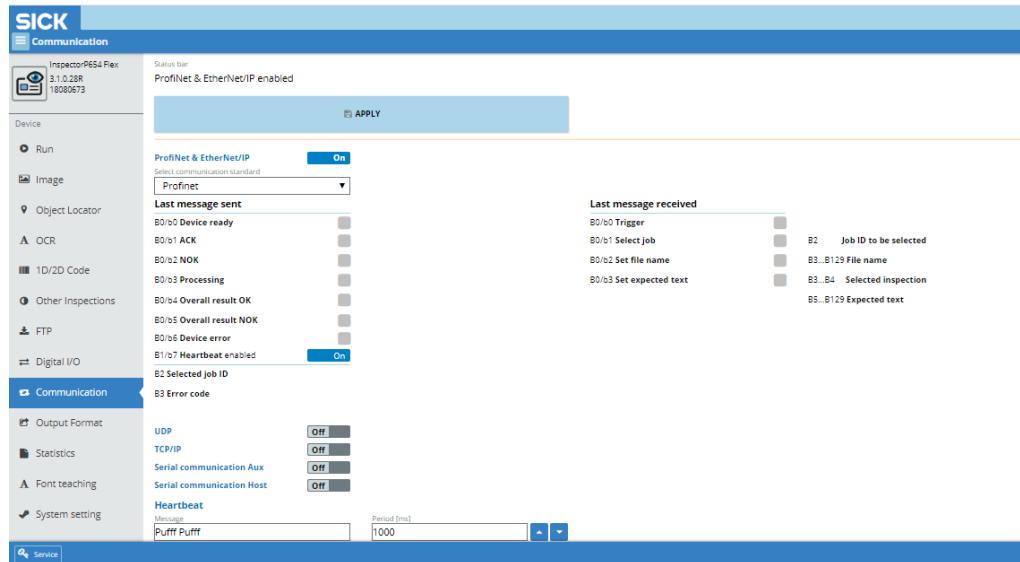 SICK
Communication
InspectorP654 Flex
3.1.0.28R
18080673
Device
Run
Image
Object Locator
OCR
1D/2D Code
Other Inspections
FTP
Digital I/O
Communication
Output Format
Statistics
Font teaching
System setting
Status bar
ProfiNet & EtherNet/IP enabled
APPLY
ProfiNet & EtherNet/IP On
Select communication standard
Profinet
Last message sent
B0/b0 Device ready
B0/b1 ACK
B0/b2 NOK
B0/b3 Processing
B0/b4 Overall result OK
B0/b5 Overall result NOK
B0/b6 Device error
B1/b7 Heartbeat enabled On
B2 Selected job ID
B3 Error code
Last message received
B0/b0 Trigger
B0/b1 Select job B2 Job ID to be selected
B0/b2 Set file name B3...B129 File name
B0/b3 Set expected text B3...B4 Selected inspection
B5...B129 Expected text
UDP Off
TCP/IP Off
Serial communication Aux Off
Serial communication Host Off
Heartbeat
Message Period [ms]
Pufff Pufff 1000
Service